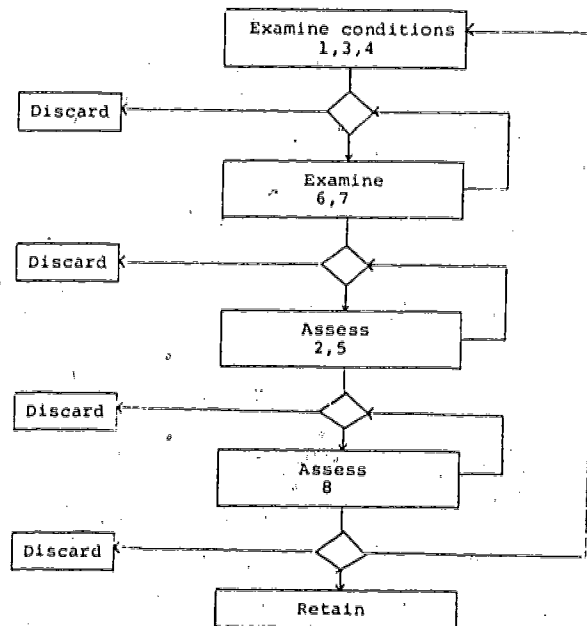 Examine conditions
1,3,4
Discard
Examine
6,7
Discard
Assess
2,5
Discard
Assess
8
Discard
Retain